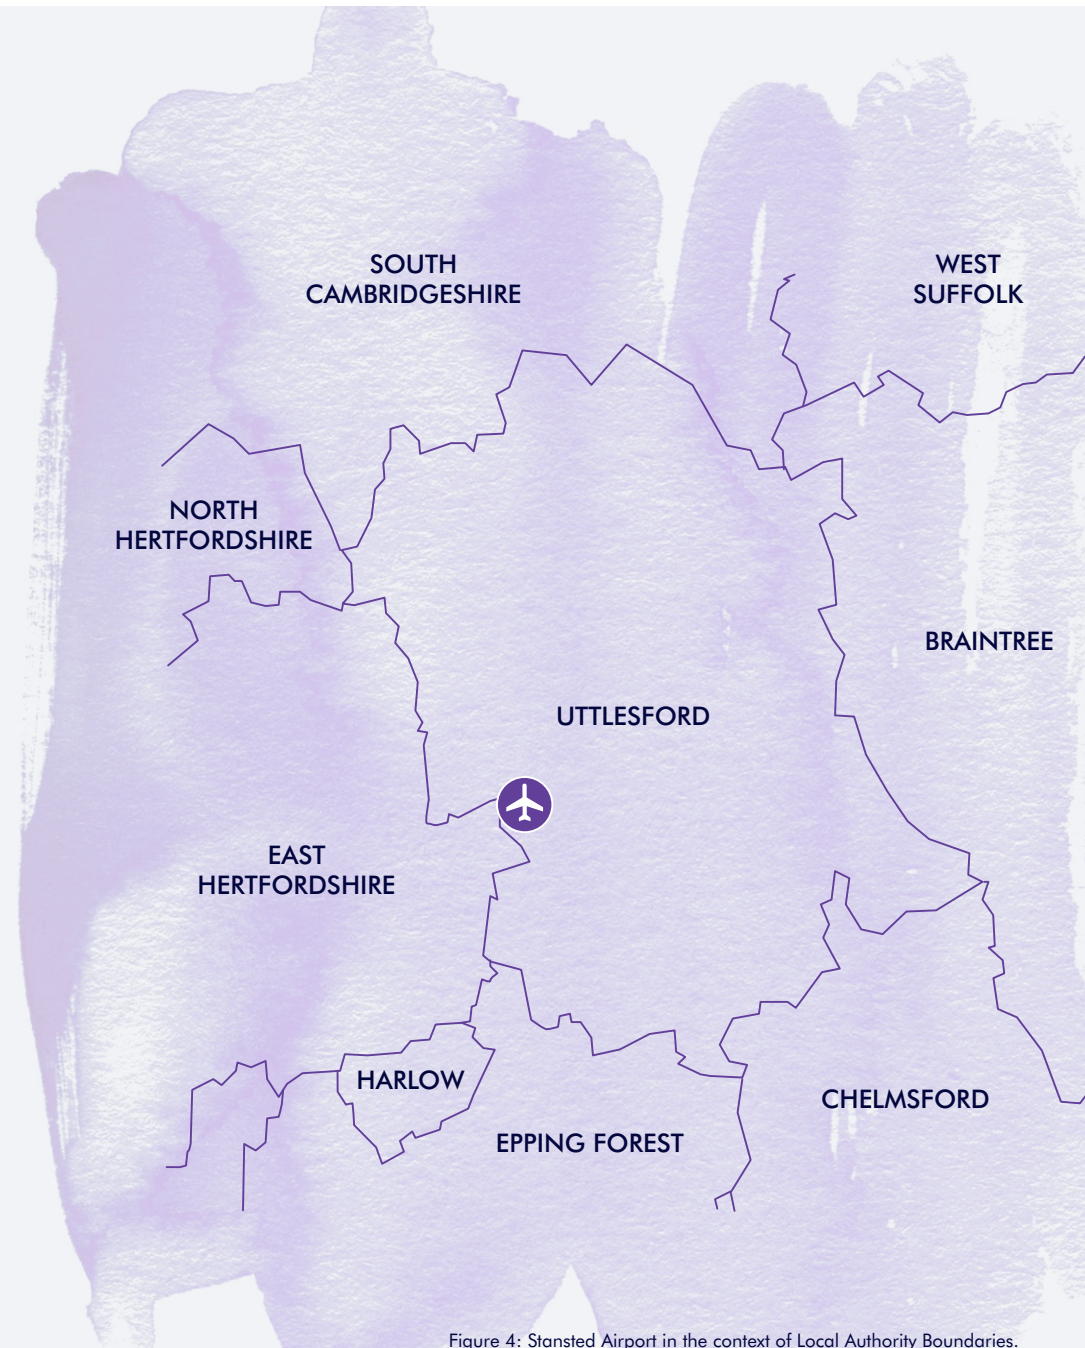 SOUTH
CAMBRIDGESHIRE
WEST
SUFFOLK
NORTH
HERTFORDSHIRE
BRAINTREE
UTTLESFORD
EAST
HERTFORDSHIRE
HARLOW
CHELMSFORD
EPPING FOREST
Figure 4: Stansted Airport in the context of Local Authority Boundaries.